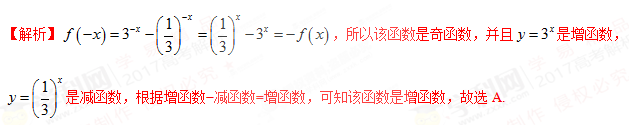 【解析】f(−x)=3^{−x}−(1/3)^{−x}=(1/3)^x−3^x=−f(x)，所以该函数是奇函数，并且 y=3^x 是增函数，
y=(1/3)^x 是减函数，根据增函数−减函数=增函数，可知该函数是增函数，故选 A.